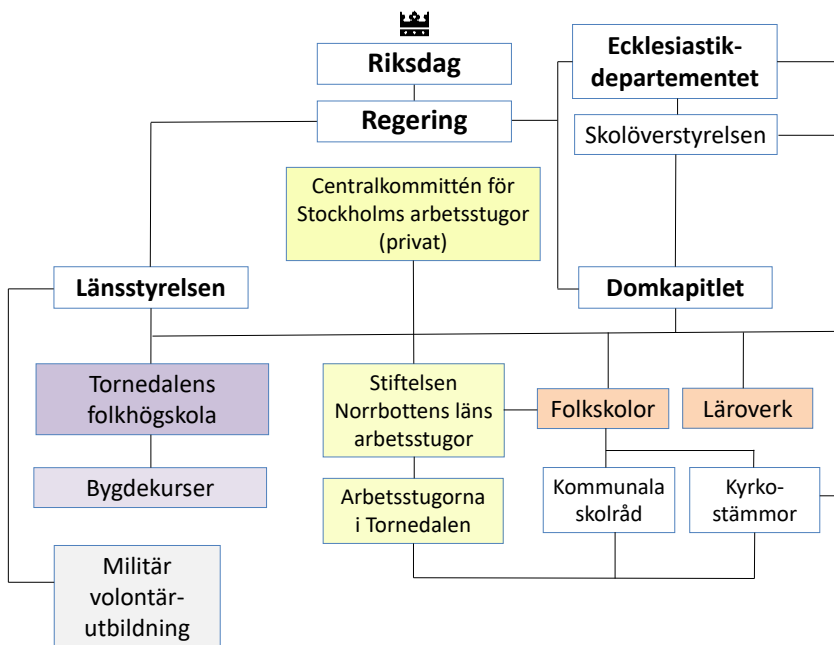 Riksdag
Regering
Ecklesiastik-
departementet
Skolöverstyrelsen
Centralkommittén för
Stockholms arbetsstugor
(privat)
Länsstyrelsen
Domkapitlet
Tornedalens
folkhögskola
Stiftelsen
Norrbottens läns
arbetsstugor
Folkskolor
Läroverk
Bygdekurser
Arbetsstugorna
i Tornedalen
Kommunala
skolråd
Kyrko-
stämmor
Militär
volontär-
utbildning